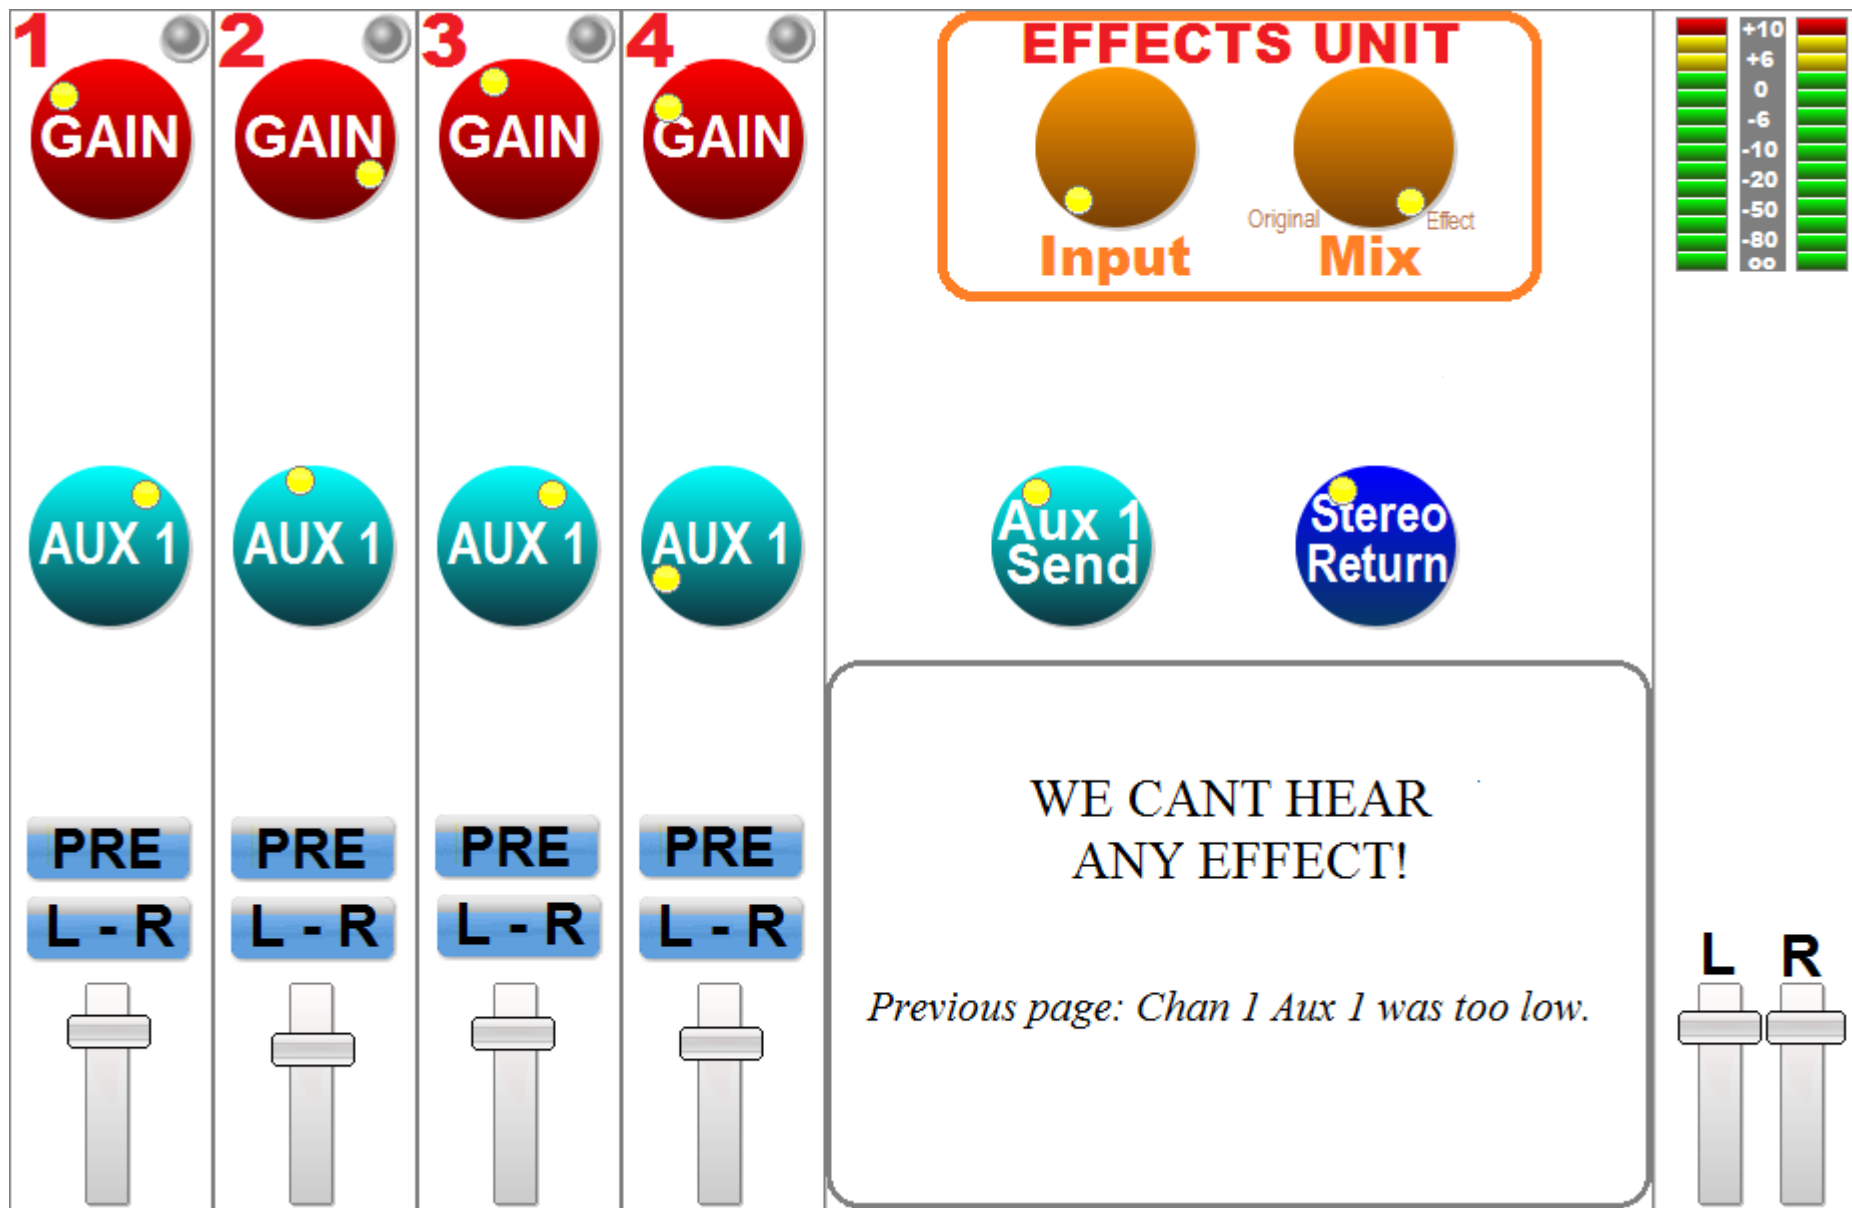 1
2
3
4
GAIN
GAIN
GAIN
GAIN
EFFECTS UNIT
Original
Effect
Input
Mix
+10
+6
0
-6
-10
-20
-50
-80
oo
AUX 1
AUX 1
AUX 1
AUX 1
Aux 1
Send
Stereo
Return
PRE
PRE
PRE
PRE
L - R
L - R
L - R
L - R
WE CANT HEAR
ANY EFFECT!
Previous page: Chan 1 Aux 1 was too low.
L
R